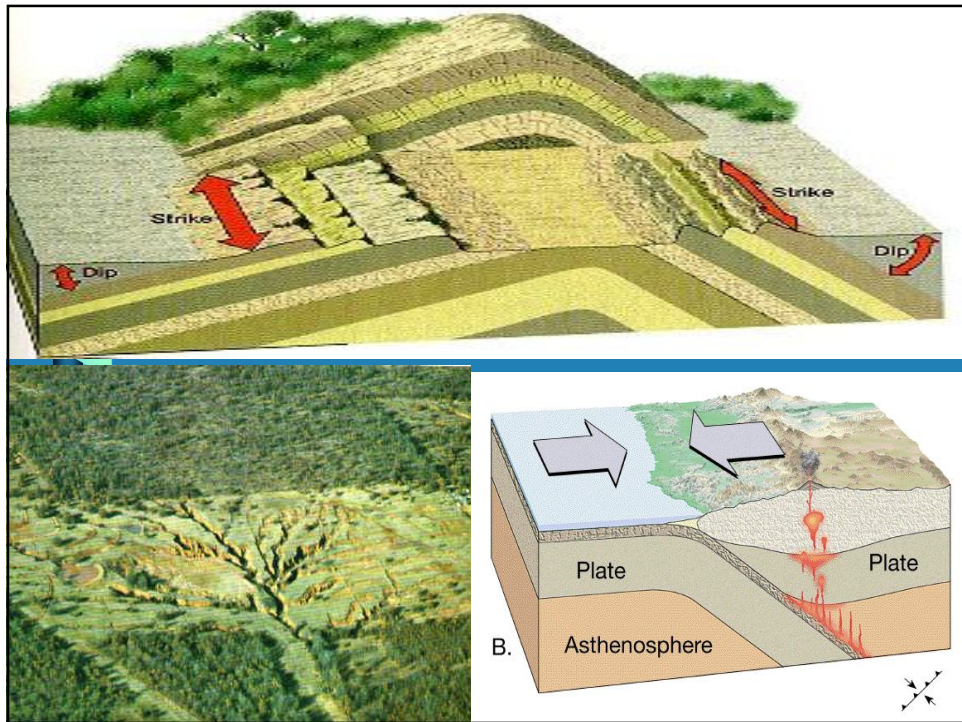 Strike
Strike
Dip
Dip
Plate
Plate
Asthenosphere
B.